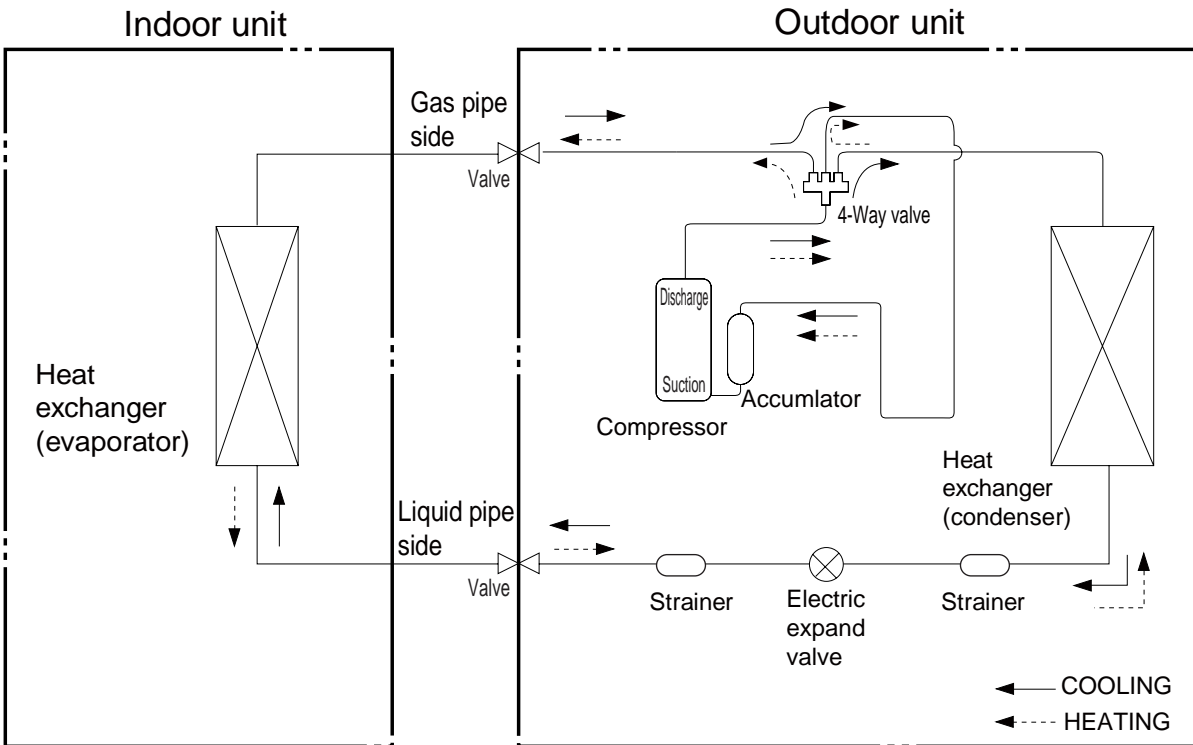 Indoor unit
Outdoor unit
Gas pipe
side
Valve
4-Way valve
Discharge
Suction
Compressor
Accumlator
Heat
exchanger
(evaporator)
Heat
exchanger
(condenser)
Liquid pipe
side
Valve
Strainer
Electric
expand
valve
Strainer
COOLING
HEATING